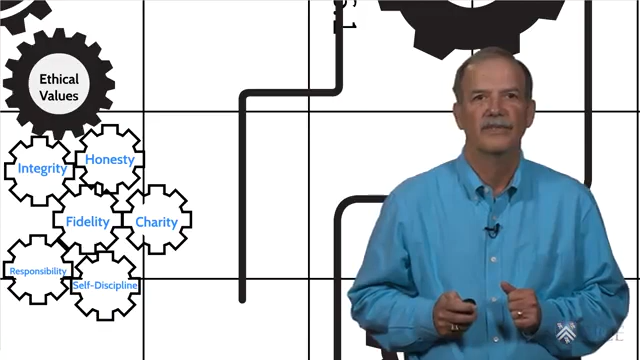 Ethical
Values
Integrity
Honesty
Fidelity
Charity
Responsibility
Self-Discipline